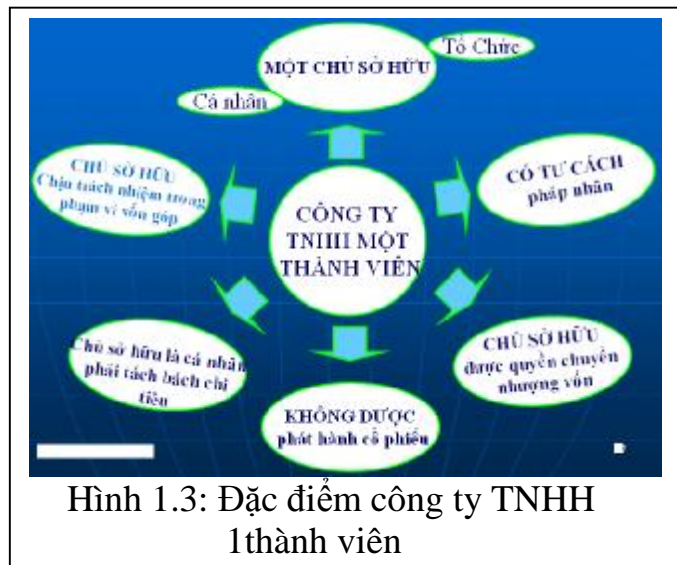 Tổ Chức
MỘT CHỦ SỞ HỮU
Cá nhân
CHỦ SỞ HỮU
Chịu trách nhiệm trong
phạm vi vốn góp
CÓ TƯ CÁCH
pháp nhân
CÔNG TY
TNHH MỘT
THÀNH VIÊN
Chủ sở hữu là cá nhân
phải tách bách chi
tiêu
CHỦ SỞ HỮU
được quyền chuyển
nhượng vốn
KHÔNG DƯỢC
phát hành cổ phiếu
Hình 1.3: Đặc điểm công ty TNHH
1thành viên